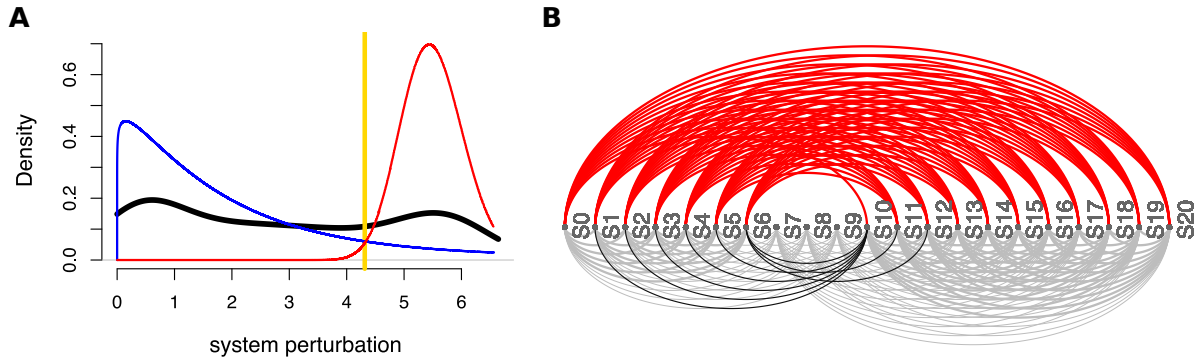 A
Density
0.0
0.2
0.4
0.6
0
1
2
3
4
5
6
system perturbation
B
S0
S1
S2
S3
S4
S5
S6
S7
S8
S9
S10
S11
S12
S13
S14
S15
S16
S17
S18
S19
S20